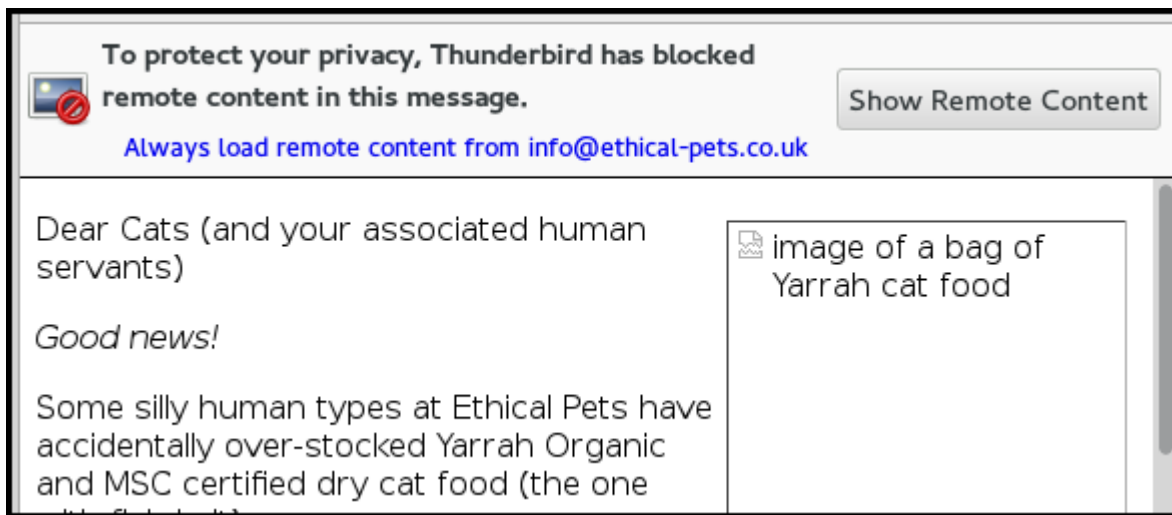 To protect your privacy, Thunderbird has blocked
remote content in this message.
Show Remote Content
Always load remote content from info@ethical-pets.co.uk
Dear Cats (and your associated human
servants)
Good news!
Some silly human types at Ethical Pets have
accidentally over-stocked Yarrah Organic
and MSC certified dry cat food (the one
image of a bag of
Yarrah cat food